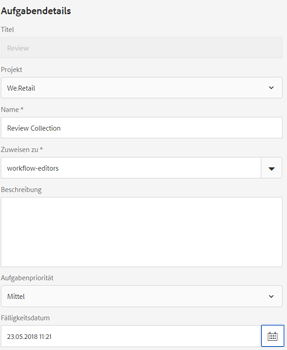 Aufgabendetails
Titel
Review
Projekt
We.Retail
Name *
Review Collection
Zuweisen zu *
workflow-editors
Beschreibung
Aufgabenpriorität
Mittel
Fälligkeitsdatum
23.05.2018 11:21